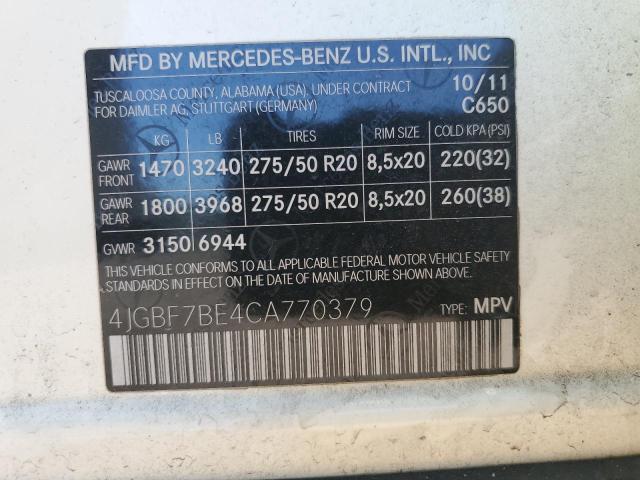 MFD BY MERCEDES-BENZ U.S. INTL., INC
TUSCALOOSA COUNTY, ALABAMA (USA), UNDER CONTRACT 10/11
FOR DAIMLER AG, STUTTGART (GERMANY) C650
KG LB TIRES RIM SIZE COLD KPA (PSI)
GAWR FRONT 1470 3240 275/50 R20 8,5x20 220(32)
GAWR REAR 1800 3968 275/50 R20 8,5x20 260(38)
GVWR 3150 6944
THIS VEHICLE CONFORMS TO ALL APPLICABLE FEDERAL MOTOR VEHICLE SAFETY
STANDARDS IN EFFECT ON THE DATE OF MANUFACTURE SHOWN ABOVE.
4JGBF7BE4CA770379 TYPE: MPV